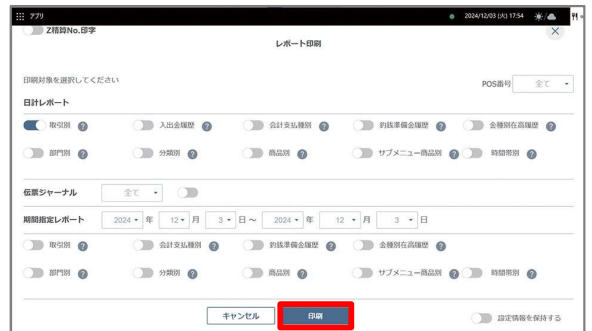 アプリ 2024/12/03 (火) 17:54
Z精算No.印字
レポート印刷
印刷対象を選択してください POS番号 全て
日計レポート
取引別 ? 入出金履歴 ? 会計支払種別 ? 釣銭準備金履歴 ? 金種別在高履歴 ?
部門別 ? 分類別 ? 商品別 ? サブメニュー商品別 ? 時間帯別 ?
伝票ジャーナル 全て
期間指定レポート 2024 年 12 月 3 日 ～ 2024 年 12 月 3 日
取引別 ? 会計支払種別 ? 釣銭準備金履歴 ? 金種別在高履歴 ?
部門別 ? 分類別 ? 商品別 ? サブメニュー商品別 ? 時間帯別 ?
キャンセル 印刷 設定情報を保持する